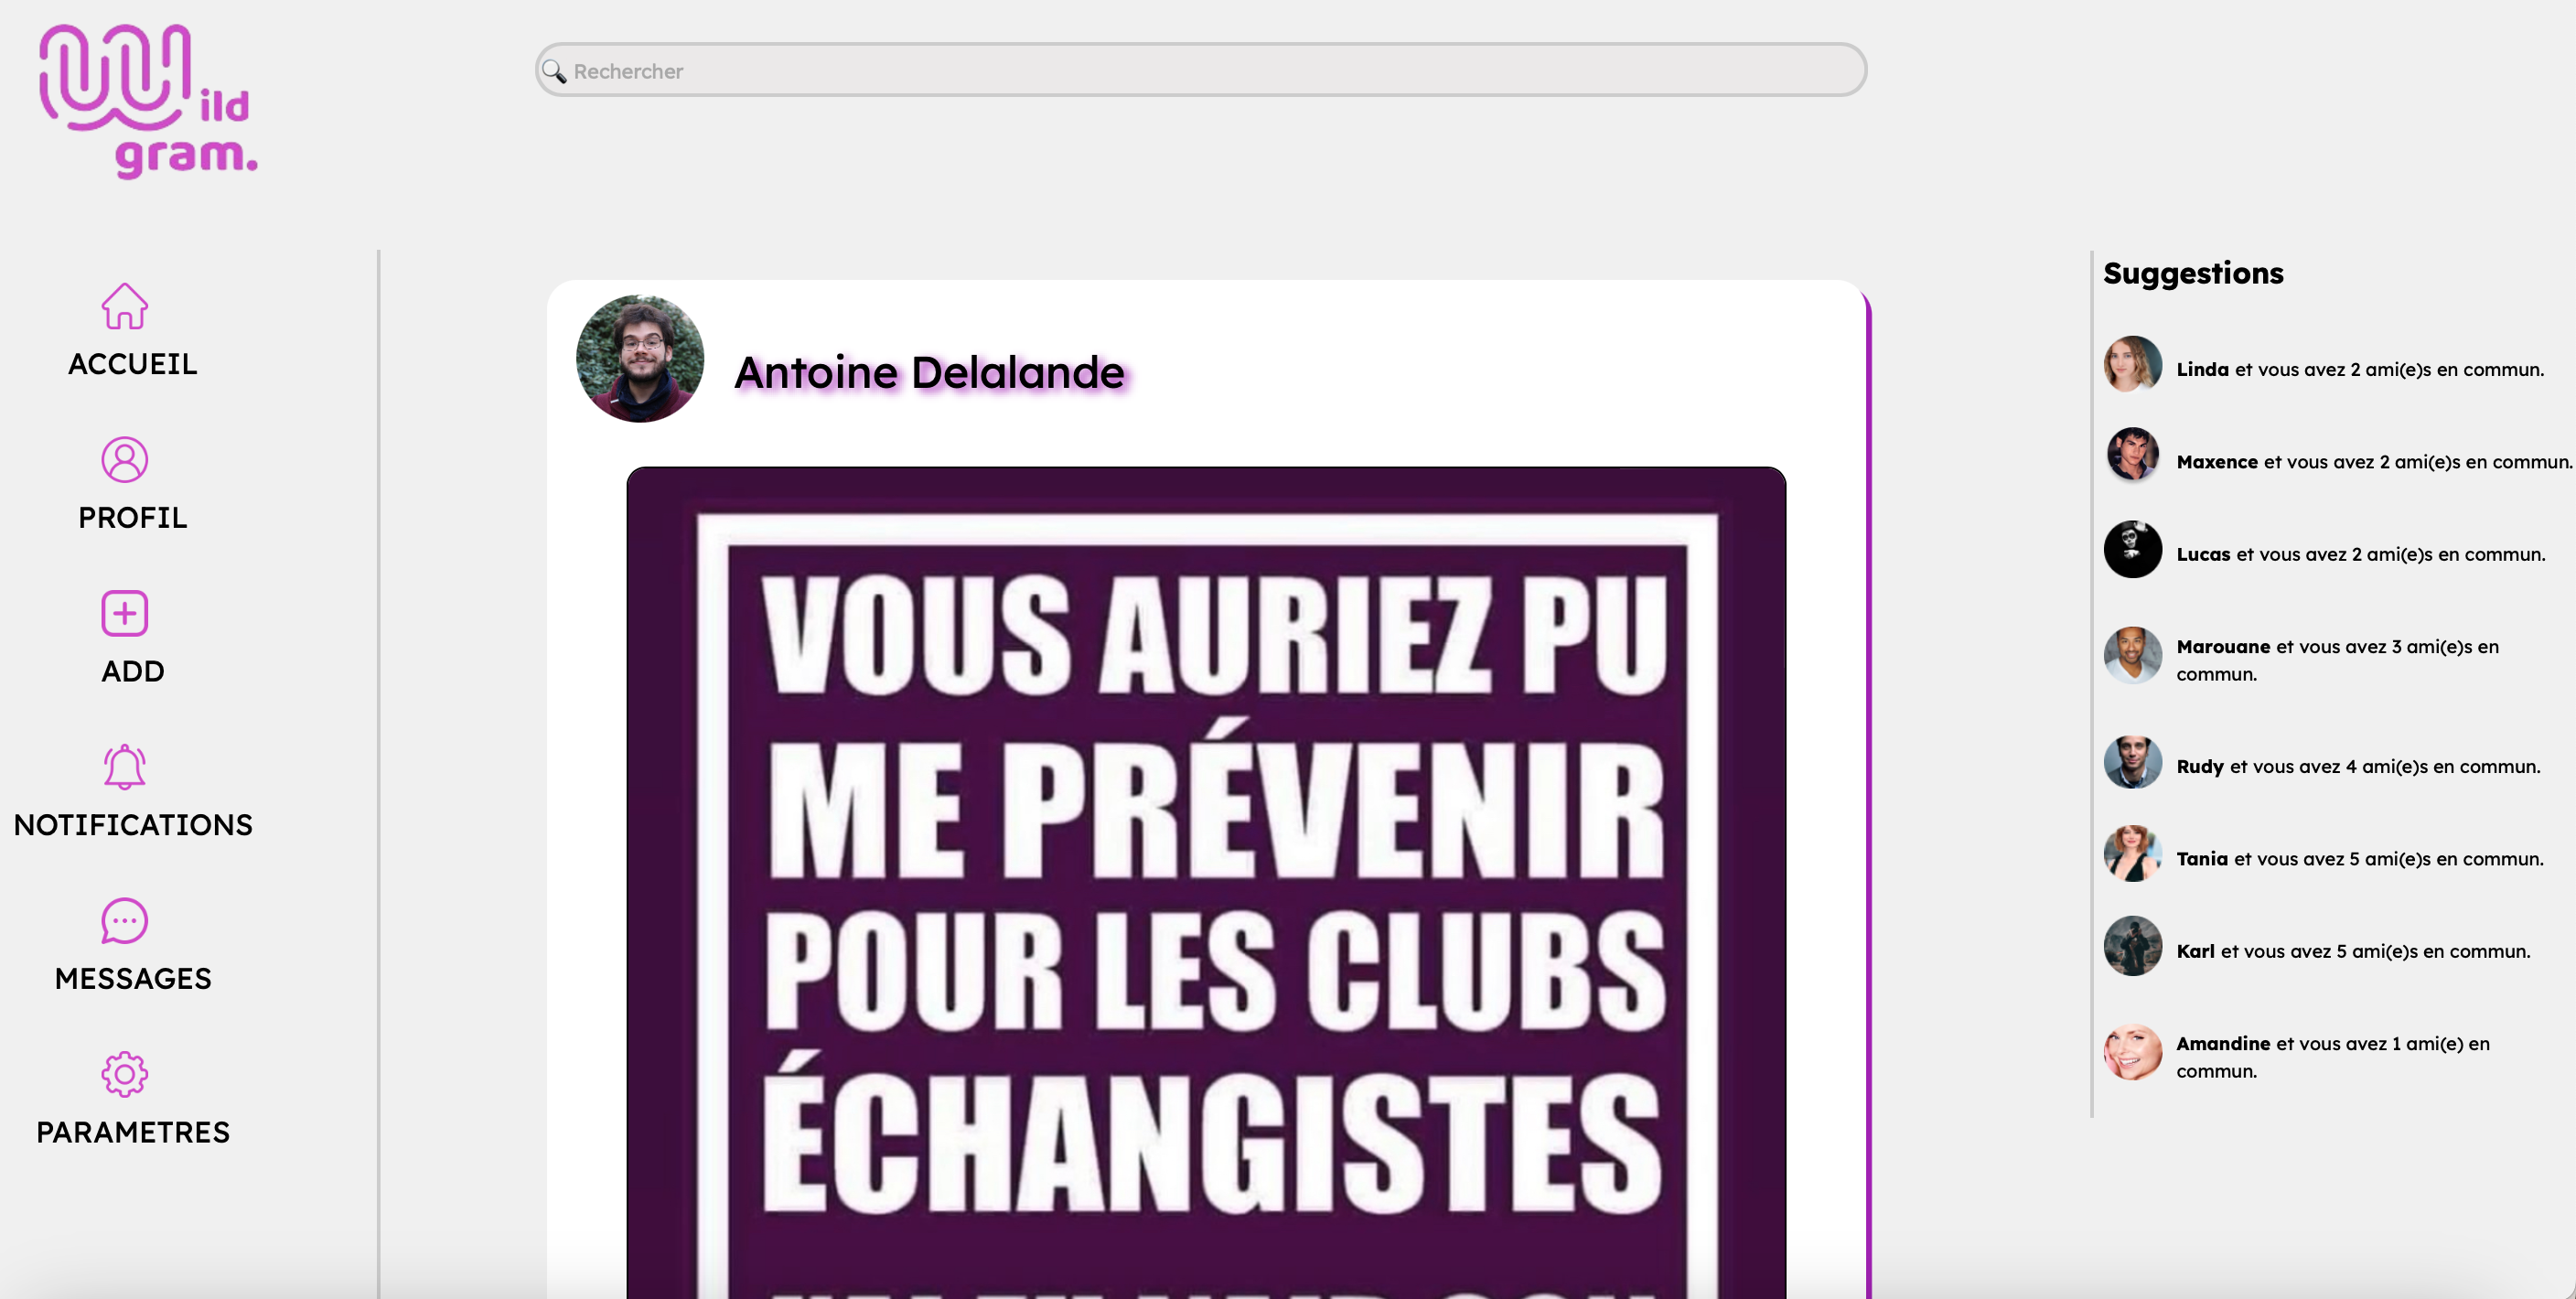 Wild
gram.
Rechercher
ACCUEIL
PROFIL
ADD
NOTIFICATIONS
MESSAGES
PARAMETRES
Antoine Delalande
VOUS AURIEZ PU
ME PRÉVENIR
POUR LES CLUBS
ÉCHANGISTES
Suggestions
Linda et vous avez 2 ami(e)s en commun.
Maxence et vous avez 2 ami(e)s en commun.
Lucas et vous avez 2 ami(e)s en commun.
Marouane et vous avez 3 ami(e)s en
commun.
Rudy et vous avez 4 ami(e)s en commun.
Tania et vous avez 5 ami(e)s en commun.
Karl et vous avez 5 ami(e)s en commun.
Amandine et vous avez 1 ami(e) en
commun.